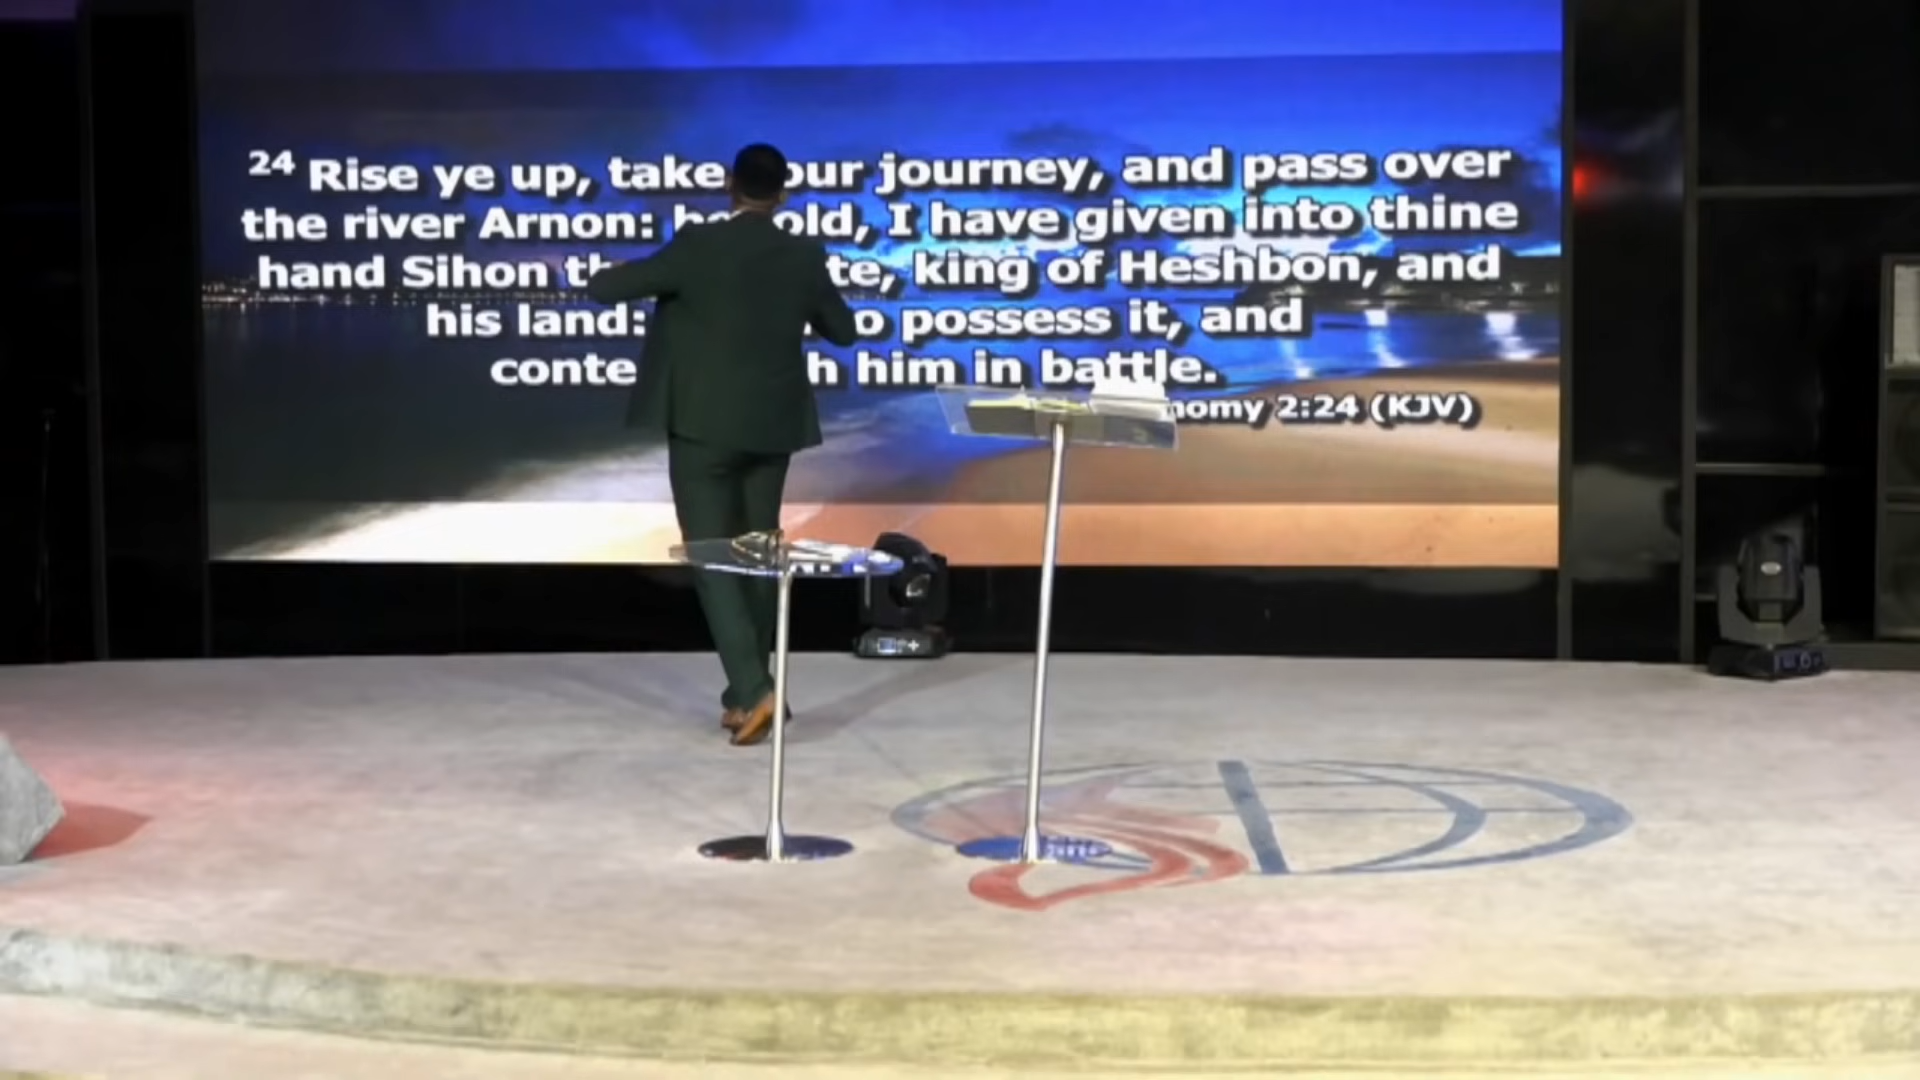 24 Rise ye up, take our journey, and pass over
the river Arnon: old, I have given into thine
hand Sihon te, king of Heshbon, and
his land: o possess it, and
conte h him in battle.
nomy 2:24 (KJV)